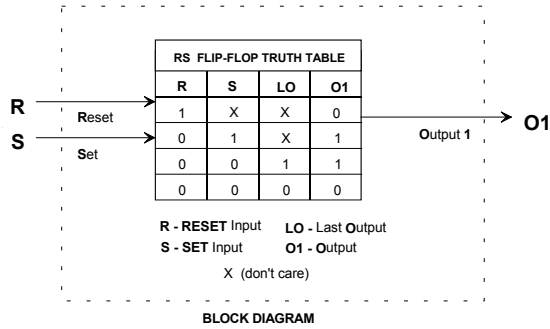 RS FLIP-FLOP TRUTH TABLE
R S LO O1
1 X X 0
0 1 X 1
0 0 1 1
0 0 0 0
R
Reset
S
Set
Output 1
O1
R - RESET Input LO - Last Output
S - SET Input O1 - Output
X (don't care)
BLOCK DIAGRAM